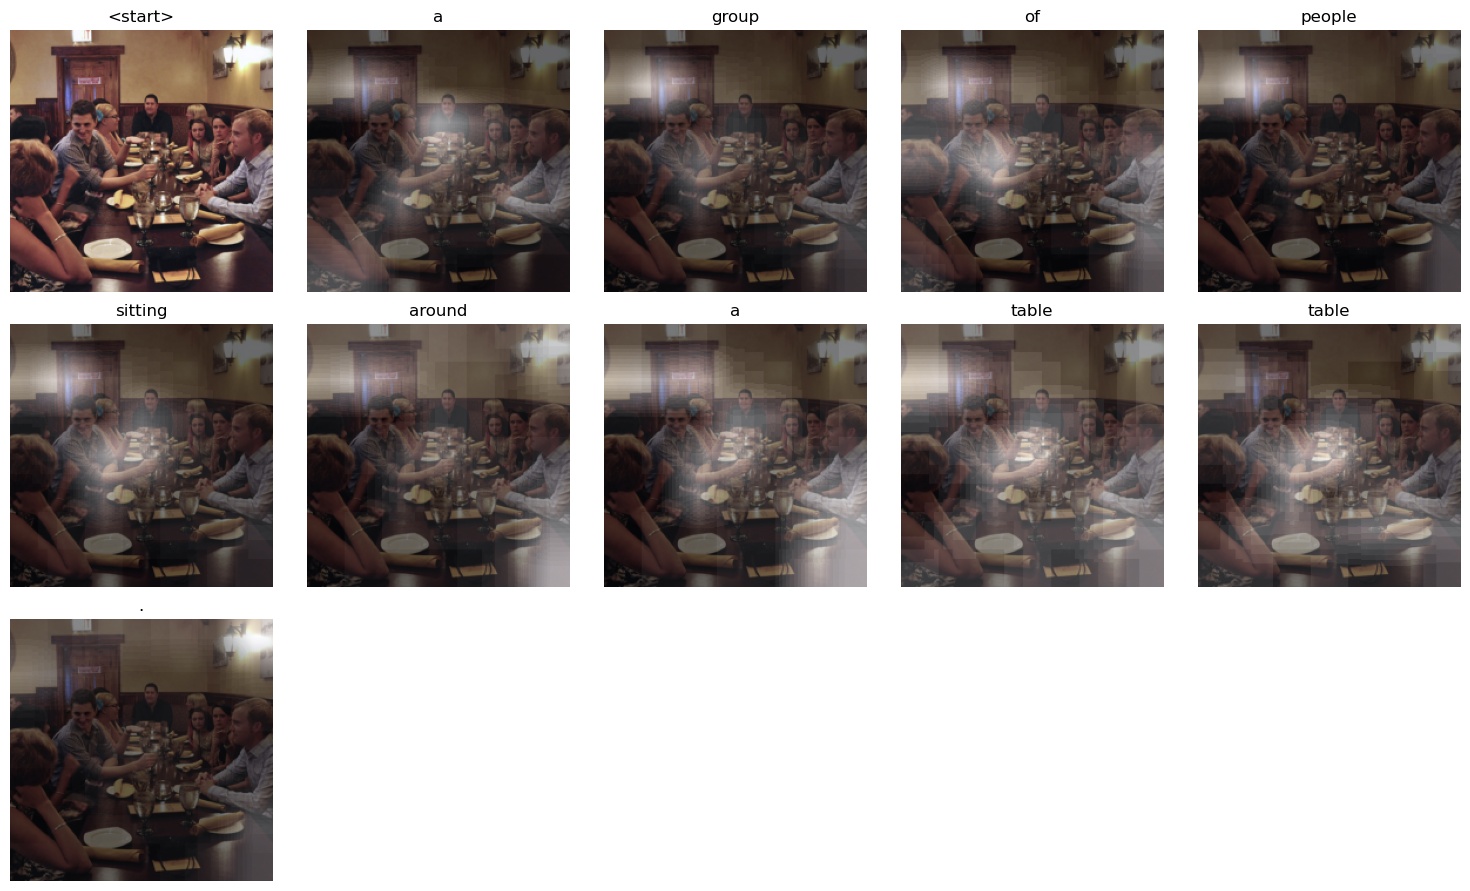 <start> a group of people
sitting around a table table
.